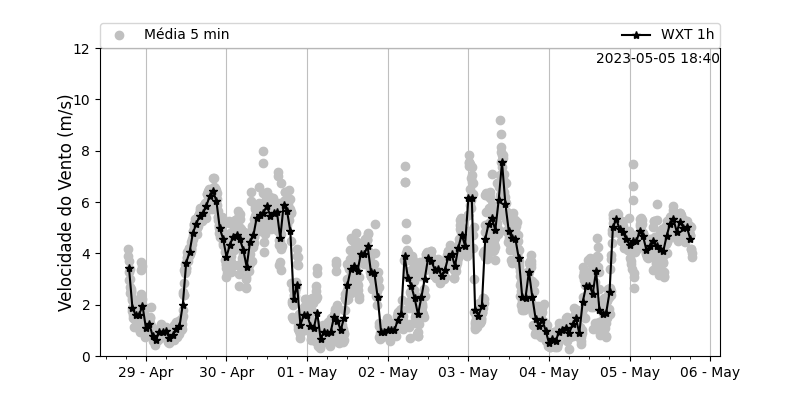 Média 5 min
WXT 1h
2023-05-05 18:40
Velocidade do Vento (m/s)
12
10
8
6
4
2
0
29 - Apr
30 - Apr
01 - May
02 - May
03 - May
04 - May
05 - May
06 - May